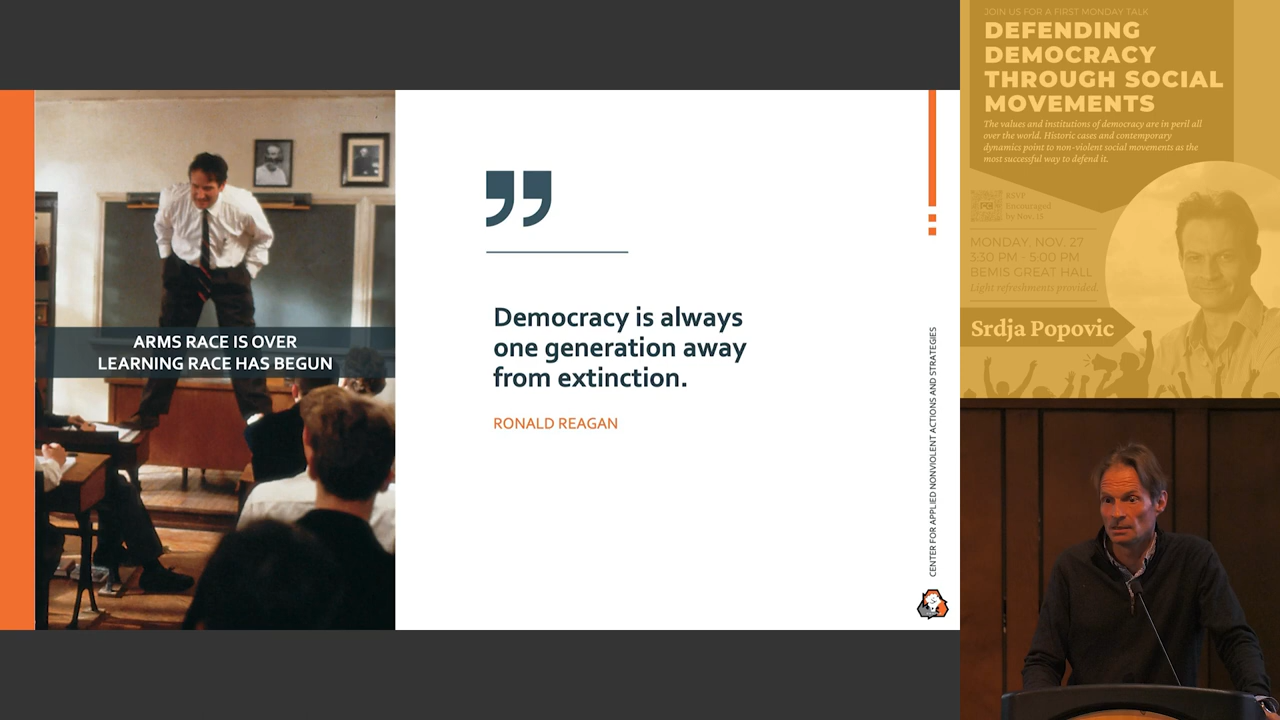 ARMS RACE IS OVER
LEARNING RACE HAS BEGUN
Democracy is always
one generation away
from extinction.
RONALD REAGAN
CENTER FOR APPLIED NONVIOLENT ACTIONS AND STRATEGIES
JOIN US FOR A FIRST MONDAY TALK
DEFENDING
DEMOCRACY
THROUGH SOCIAL
MOVEMENTS
The values and institutions of democracy are in peril all
over the world. Historic cases and contemporary
dynamics point to non-violent social movements as the
most successful way to defend it.
RSVP
Encouraged
by Nov. 15
MONDAY, NOV. 27
3:30 PM - 5:00 PM
BEMIS GREAT HALL
Light refreshments provided.
Srdja Popovic